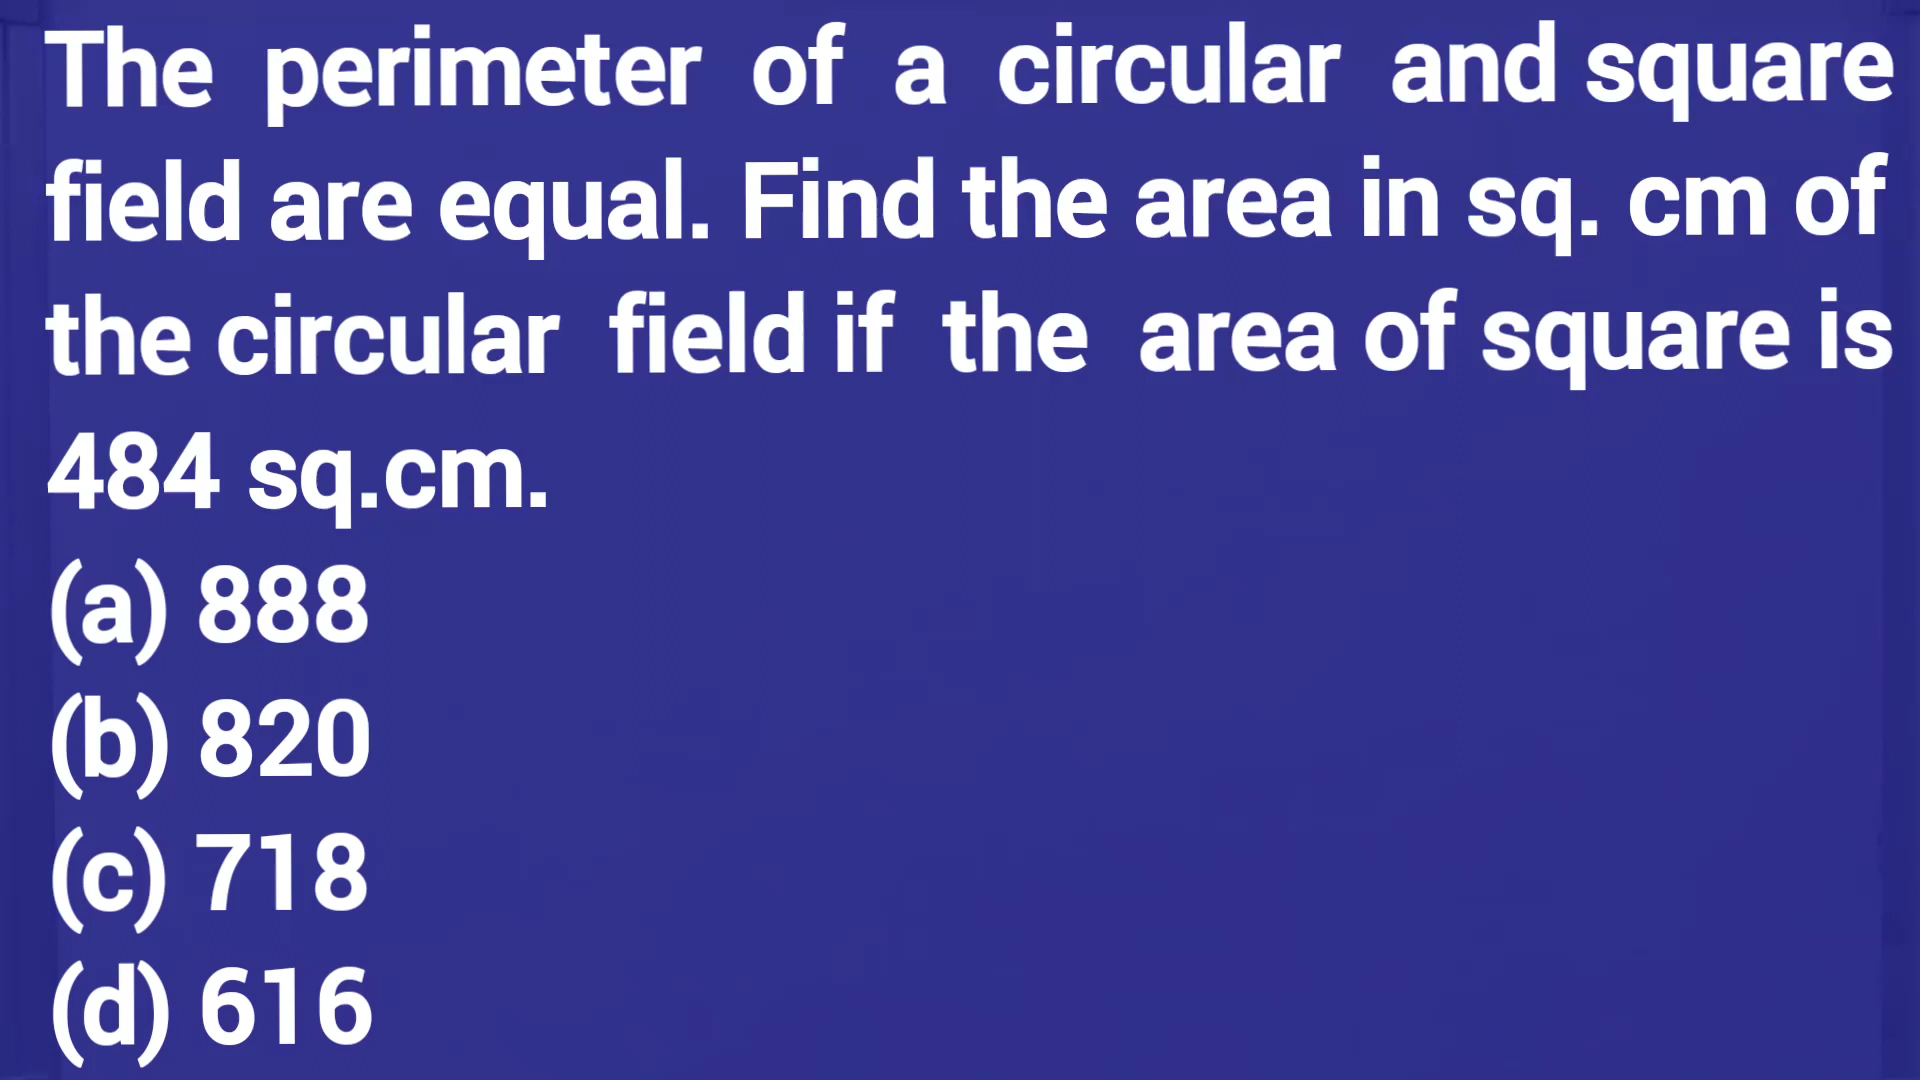 The perimeter of a circular and square
field are equal. Find the area in sq. cm of
the circular field if the area of square is
484 sq.cm.
(a) 888
(b) 820
(c) 718
(d) 616